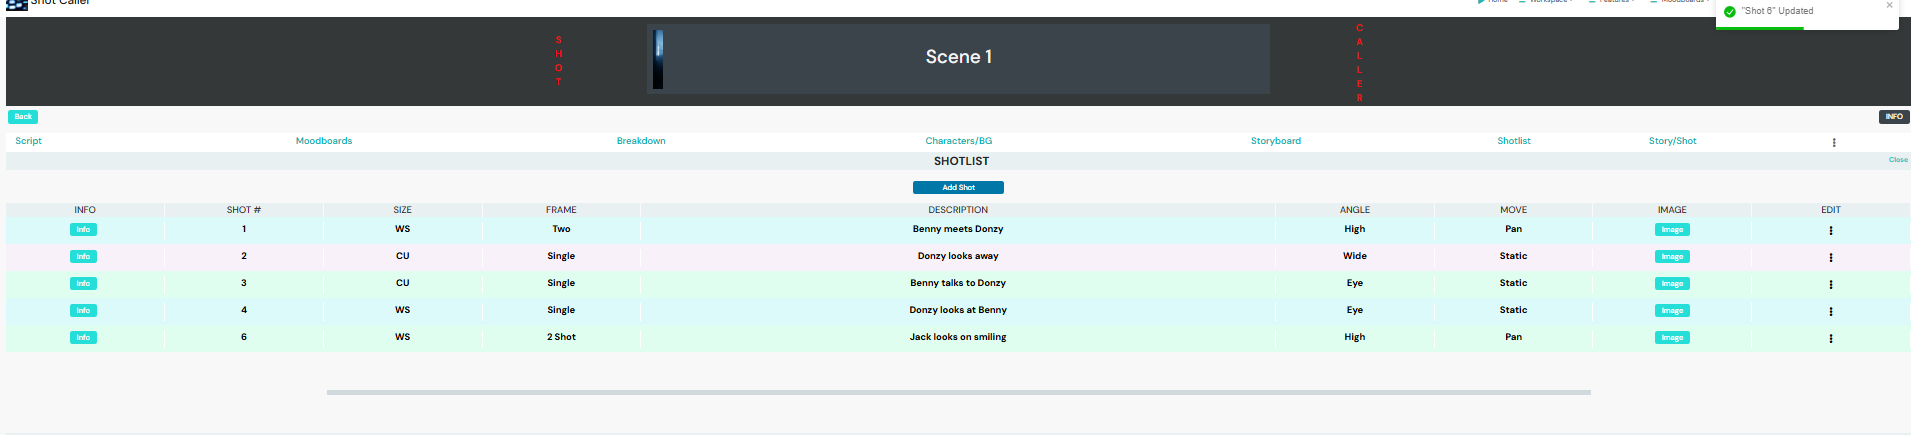 Shot Caller
Home Workspace Features Moodboards
"Shot 6" Updated
SHOT
Scene 1
CALLER
Back
INFO
Script Moodboards Breakdown Characters/BG Storyboard Shotlist Story/Shot
SHOTLIST
Close
Add Shot
INFO SHOT # SIZE FRAME DESCRIPTION ANGLE MOVE IMAGE EDIT
Info 1 WS Two Benny meets Donzy High Pan Image
Info 2 CU Single Donzy looks away Wide Static Image
Info 3 CU Single Benny talks to Donzy Eye Static Image
Info 4 WS Single Donzy looks at Benny Eye Static Image
Info 6 WS 2 Shot Jack looks on smiling High Pan Image